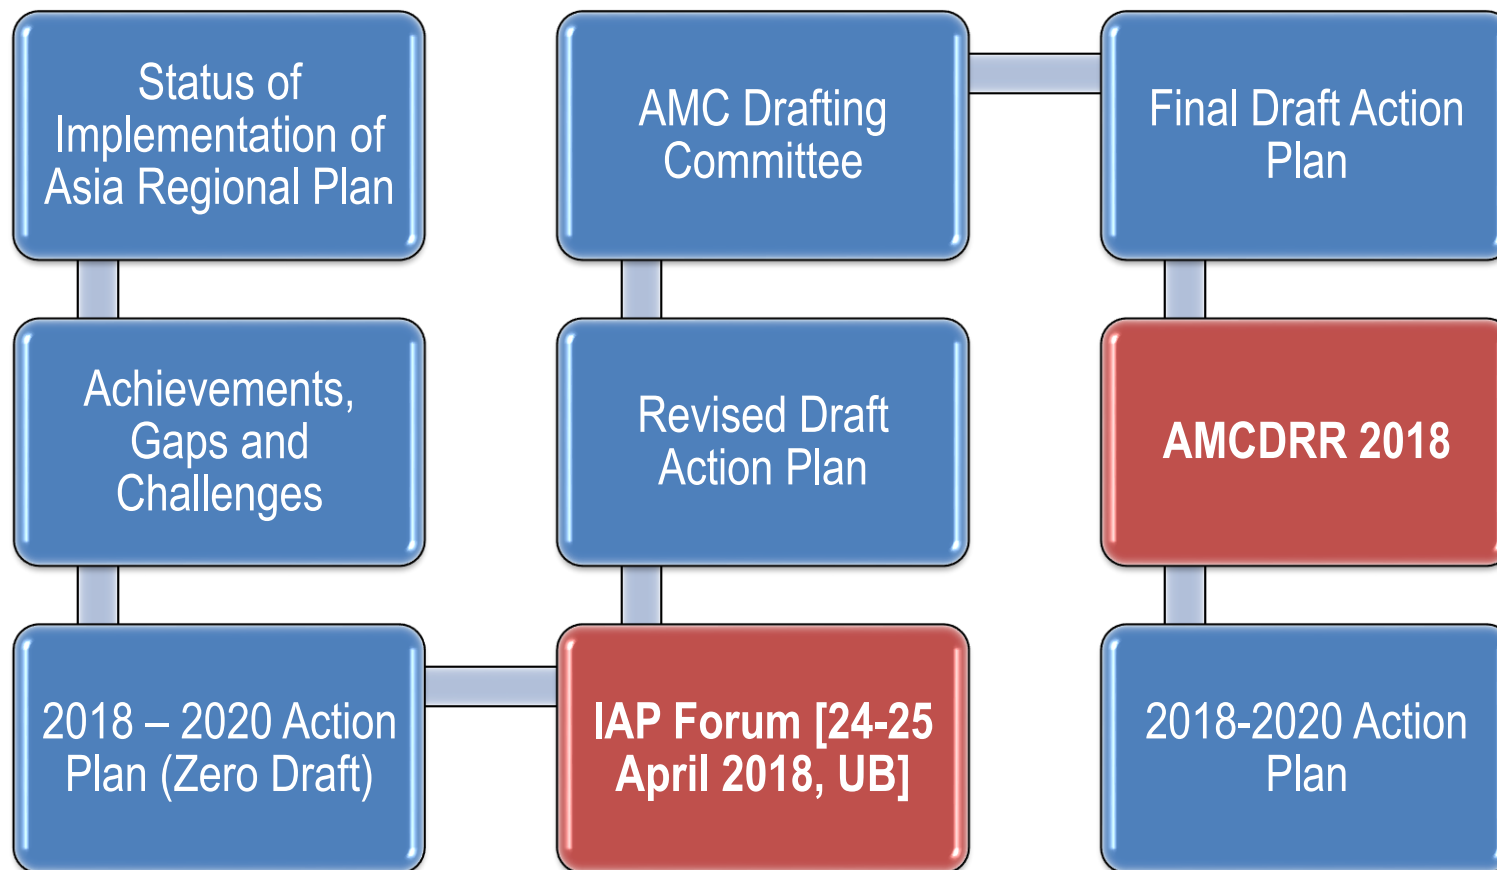 Status of
Implementation of
Asia Regional Plan
Achievements,
Gaps and
Challenges
2018 – 2020 Action
Plan (Zero Draft)
IAP Forum [24-25
April 2018, UB]
Revised Draft
Action Plan
AMC Drafting
Committee
Final Draft Action
Plan
AMCDRR 2018
2018-2020 Action
Plan